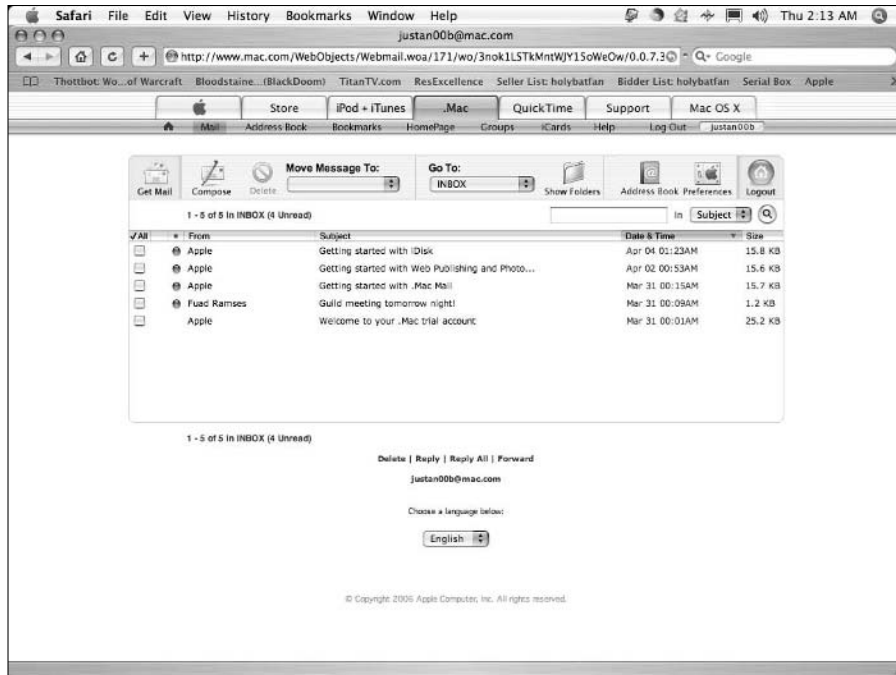 Safari File Edit View History Bookmarks Window Help Thu 2:13 AM
justan00b@mac.com
http://www.mac.com/WebObjects/Webmail.woa/171/wo/3nok1LSTkMntWJY15oWeOw/0.0.7.3 Q- Google
Thottbot: Wo...of Warcraft Bloodstaine...(BlackDoom) TitanTV.com ResExcellence Seller List: holybatfan Bidder List: holybatfan Serial Box Apple
Store iPod + iTunes .Mac QuickTime Support Mac OS X
Mail Address Book Bookmarks HomePage Groups iCards Help Log Out justan00b
Move Message To: Go To:
INBOX
Get Mail Compose Delete Show Folders Address Book Preferences Logout
1 - 5 of 5 in INBOX (4 Unread) in Subject
✓All • From Subject Date & Time Size
Apple Getting started with iDisk Apr 04 01:23AM 15.8 KB
Apple Getting started with Web Publishing and Photo... Apr 02 00:53AM 15.6 KB
Apple Getting started with .Mac Mail Mar 31 00:15AM 15.7 KB
Fuad Ramses Guild meeting tomorrow night! Mar 31 00:09AM 1.2 KB
Apple Welcome to your .Mac trial account Mar 31 00:01AM 25.2 KB
1 - 5 of 5 in INBOX (4 Unread)
Delete | Reply | Reply All | Forward
justan00b@mac.com
Choose a language below:
English
© Copyright 2006 Apple Computer, Inc. All rights reserved.